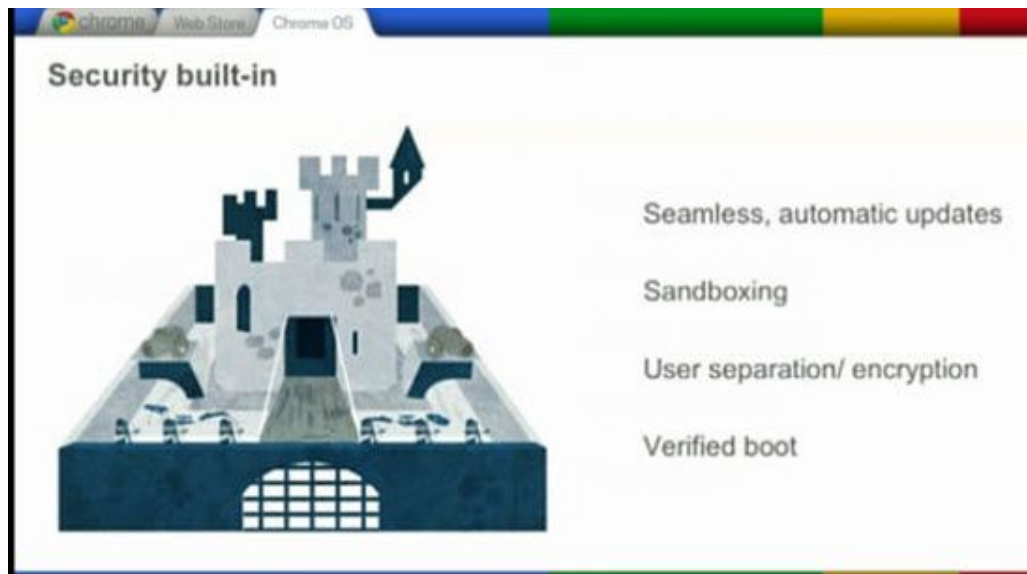 chrome
Web Store
Chrome OS
Security built-in
Seamless, automatic updates
Sandboxing
User separation/ encryption
Verified boot